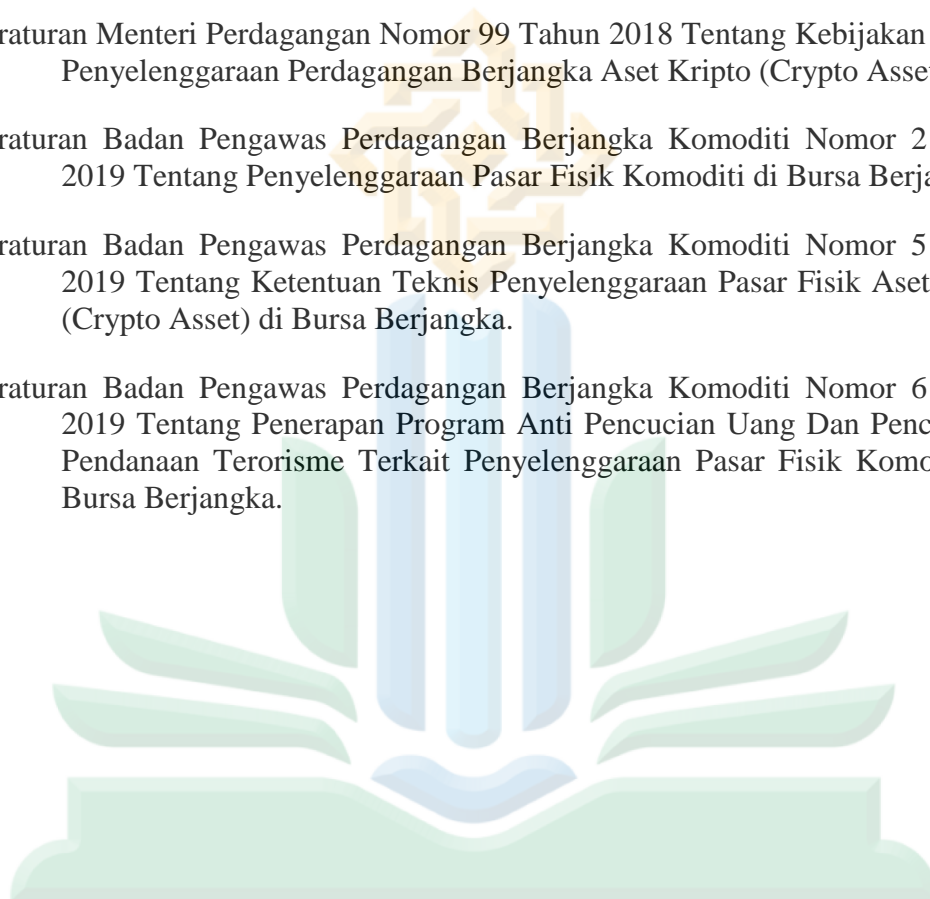 raturan Menteri Perdagangan Nomor 99 Tahun 2018 Tentang Kebijakan
Penyelenggaraan Perdagangan Berjangka Aset Kripto (Crypto Asse
raturan Badan Pengawas Perdagangan Berjangka Komoditi Nomor 2
2019 Tentang Penyelenggaraan Pasar Fisik Komoditi di Bursa Berja
raturan Badan Pengawas Perdagangan Berjangka Komoditi Nomor 5
2019 Tentang Ketentuan Teknis Penyelenggaraan Pasar Fisik Aset
(Crypto Asset) di Bursa Berjangka.
raturan Badan Pengawas Perdagangan Berjangka Komoditi Nomor 6
2019 Tentang Penerapan Program Anti Pencucian Uang Dan Penc
Pendanaan Terorisme Terkait Penyelenggaraan Pasar Fisik Komo
Bursa Berjangka.